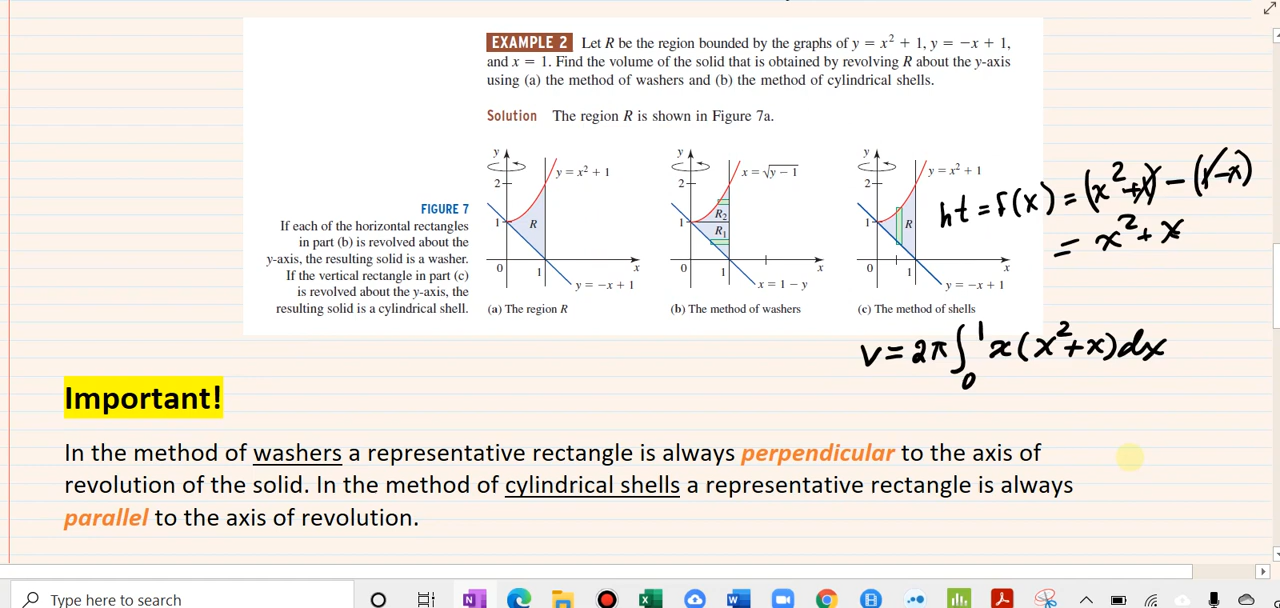 EXAMPLE 2 Let R be the region bounded by the graphs of y = x² + 1, y = −x + 1,
and x = 1. Find the volume of the solid that is obtained by revolving R about the y-axis
using (a) the method of washers and (b) the method of cylindrical shells.
Solution The region R is shown in Figure 7a.
FIGURE 7
If each of the horizontal rectangles
in part (b) is revolved about the
y-axis, the resulting solid is a washer.
If the vertical rectangle in part (c)
is revolved about the y-axis, the
resulting solid is a cylindrical shell.
y
y = x² + 1
2
1
R
0
1
x
y = −x + 1
(a) The region R
y
x = √y − 1
2
R₂
1
R₁
0
1
x
x = 1 − y
(b) The method of washers
y
y = x² + 1
2
1
R
0
1
x
y = −x + 1
(c) The method of shells
ht = f(x) = (x² + 1) − (1 − x)
= x² + x
V = 2π ∫₀¹ x(x² + x) dx
Important!
In the method of washers a representative rectangle is always perpendicular to the axis of
revolution of the solid. In the method of cylindrical shells a representative rectangle is always
parallel to the axis of revolution.
Type here to search